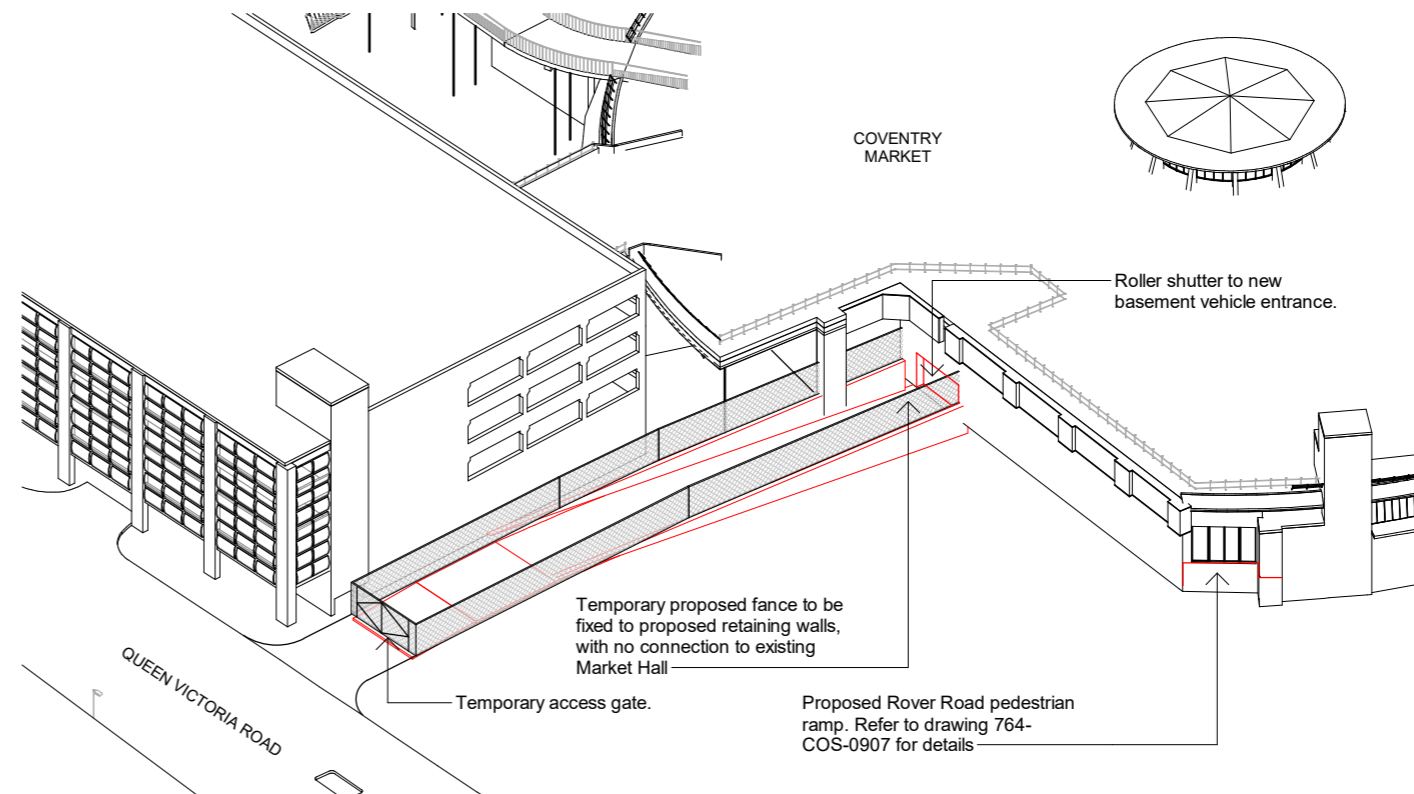 COVENTRY
MARKET
Roller shutter to new
basement vehicle entrance.
Temporary proposed fance to be
fixed to proposed retaining walls,
with no connection to existing
Market Hall
Temporary access gate.
Proposed Rover Road pedestrian
ramp. Refer to drawing 764-
COS-0907 for details
QUEEN VICTORIA ROAD